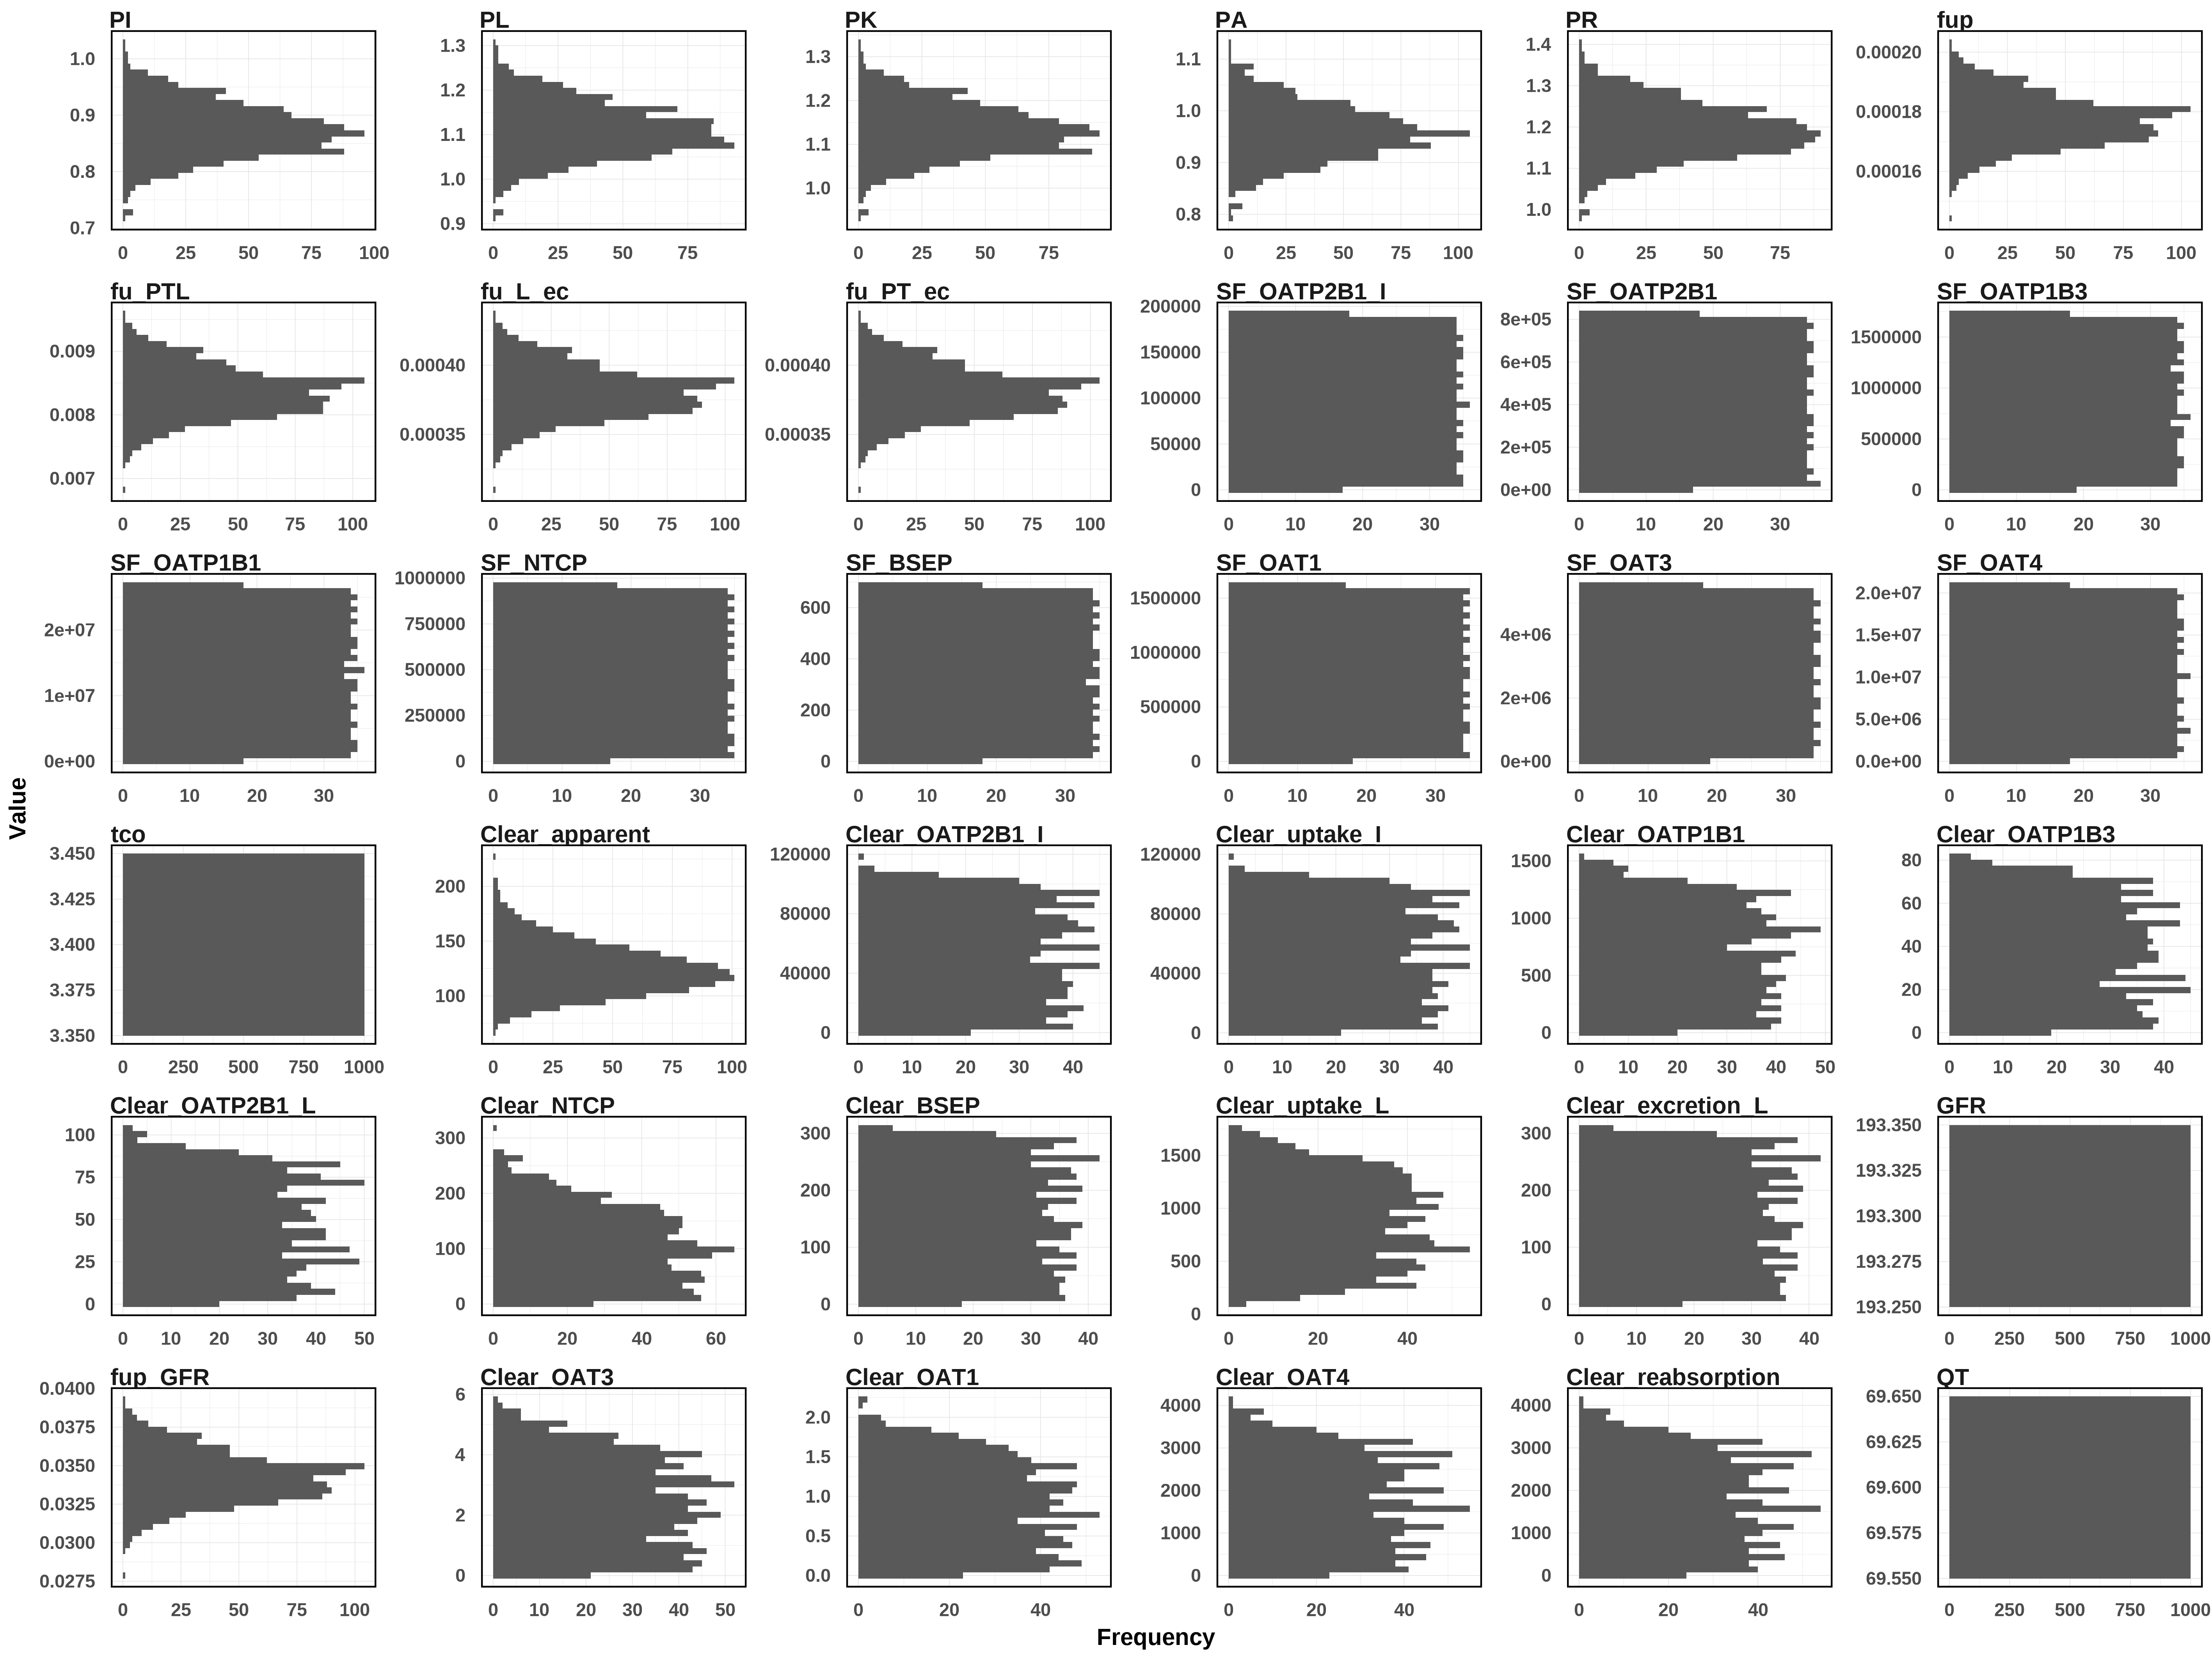 PI PL PK PA PR fup
1.0 0.9 0.8 0.7
1.3 1.2 1.1 1.0 0.9
1.3 1.2 1.1 1.0
1.1 1.0 0.9 0.8
1.4 1.3 1.2 1.1 1.0
0.00020 0.00018 0.00016
0 25 50 75 100
0 25 50 75
0 25 50 75
0 50 75 100
0 25 50 75
0 25 50 75 100
fu_PTL fu_L_ec fu_PT_ec SF_OATP2B1_I SF_OATP2B1 SF_OATP1B3
0.009 0.008 0.007
0.00040 0.00035
0.00040 0.00035
200000 150000 100000 50000 0
8e+05 6e+05 4e+05 2e+05 0e+00
1500000 1000000 500000 0
0 25 50 75 100
0 25 50 75 100
0 25 50 75 100
0 10 20 30
0 10 20 30
0 10 20 30
SF_OATP1B1 SF_NTCP SF_BSEP SF_OAT1 SF_OAT3 SF_OAT4
2e+07 1e+07 0e+00
1000000 750000 500000 250000 0
600 400 200 0
1500000 1000000 500000 0
4e+06 2e+06 0e+00
2.0e+07 1.5e+07 1.0e+07 5.0e+06 0.0e+00
0 10 20 30
0 10 20 30
0 10 20 30
0 10 20 30
0 10 20 30
0 10 20 30
Value
tco Clear_apparent Clear_OATP2B1_I Clear_uptake_I Clear_OATP1B1 Clear_OATP1B3
3.450 3.425 3.400 3.375 3.350
200 150 100
120000 80000 40000 0
120000 80000 40000 0
1500 1000 500 0
80 60 40 20 0
0 250 500 750 1000
0 25 50 75 100
0 10 20 30 40
0 10 20 30 40
0 10 20 30 40 50
0 10 20 30 40
Clear_OATP2B1_L Clear_NTCP Clear_BSEP Clear_uptake_L Clear_excretion_L GFR
100 75 50 25 0
300 200 100 0
300 200 100 0
1500 1000 500 0
300 200 100 0
193.350 193.325 193.300 193.275 193.250
0 10 20 30 40 50
0 20 40 60
0 10 20 30 40
0 20 40
0 10 20 30 40
0 250 500 750 1000
fup_GFR Clear_OAT3 Clear_OAT1 Clear_OAT4 Clear_reabsorption QT
0.0400 0.0375 0.0350 0.0325 0.0300 0.0275
6 4 2 0
2.0 1.5 1.0 0.5 0.0
4000 3000 2000 1000 0
4000 3000 2000 1000 0
69.650 69.625 69.600 69.575 69.550
0 25 50 75 100
0 10 20 30 40 50
0 20 40
0 20 40
0 20 40
0 250 500 750 1000
Frequency